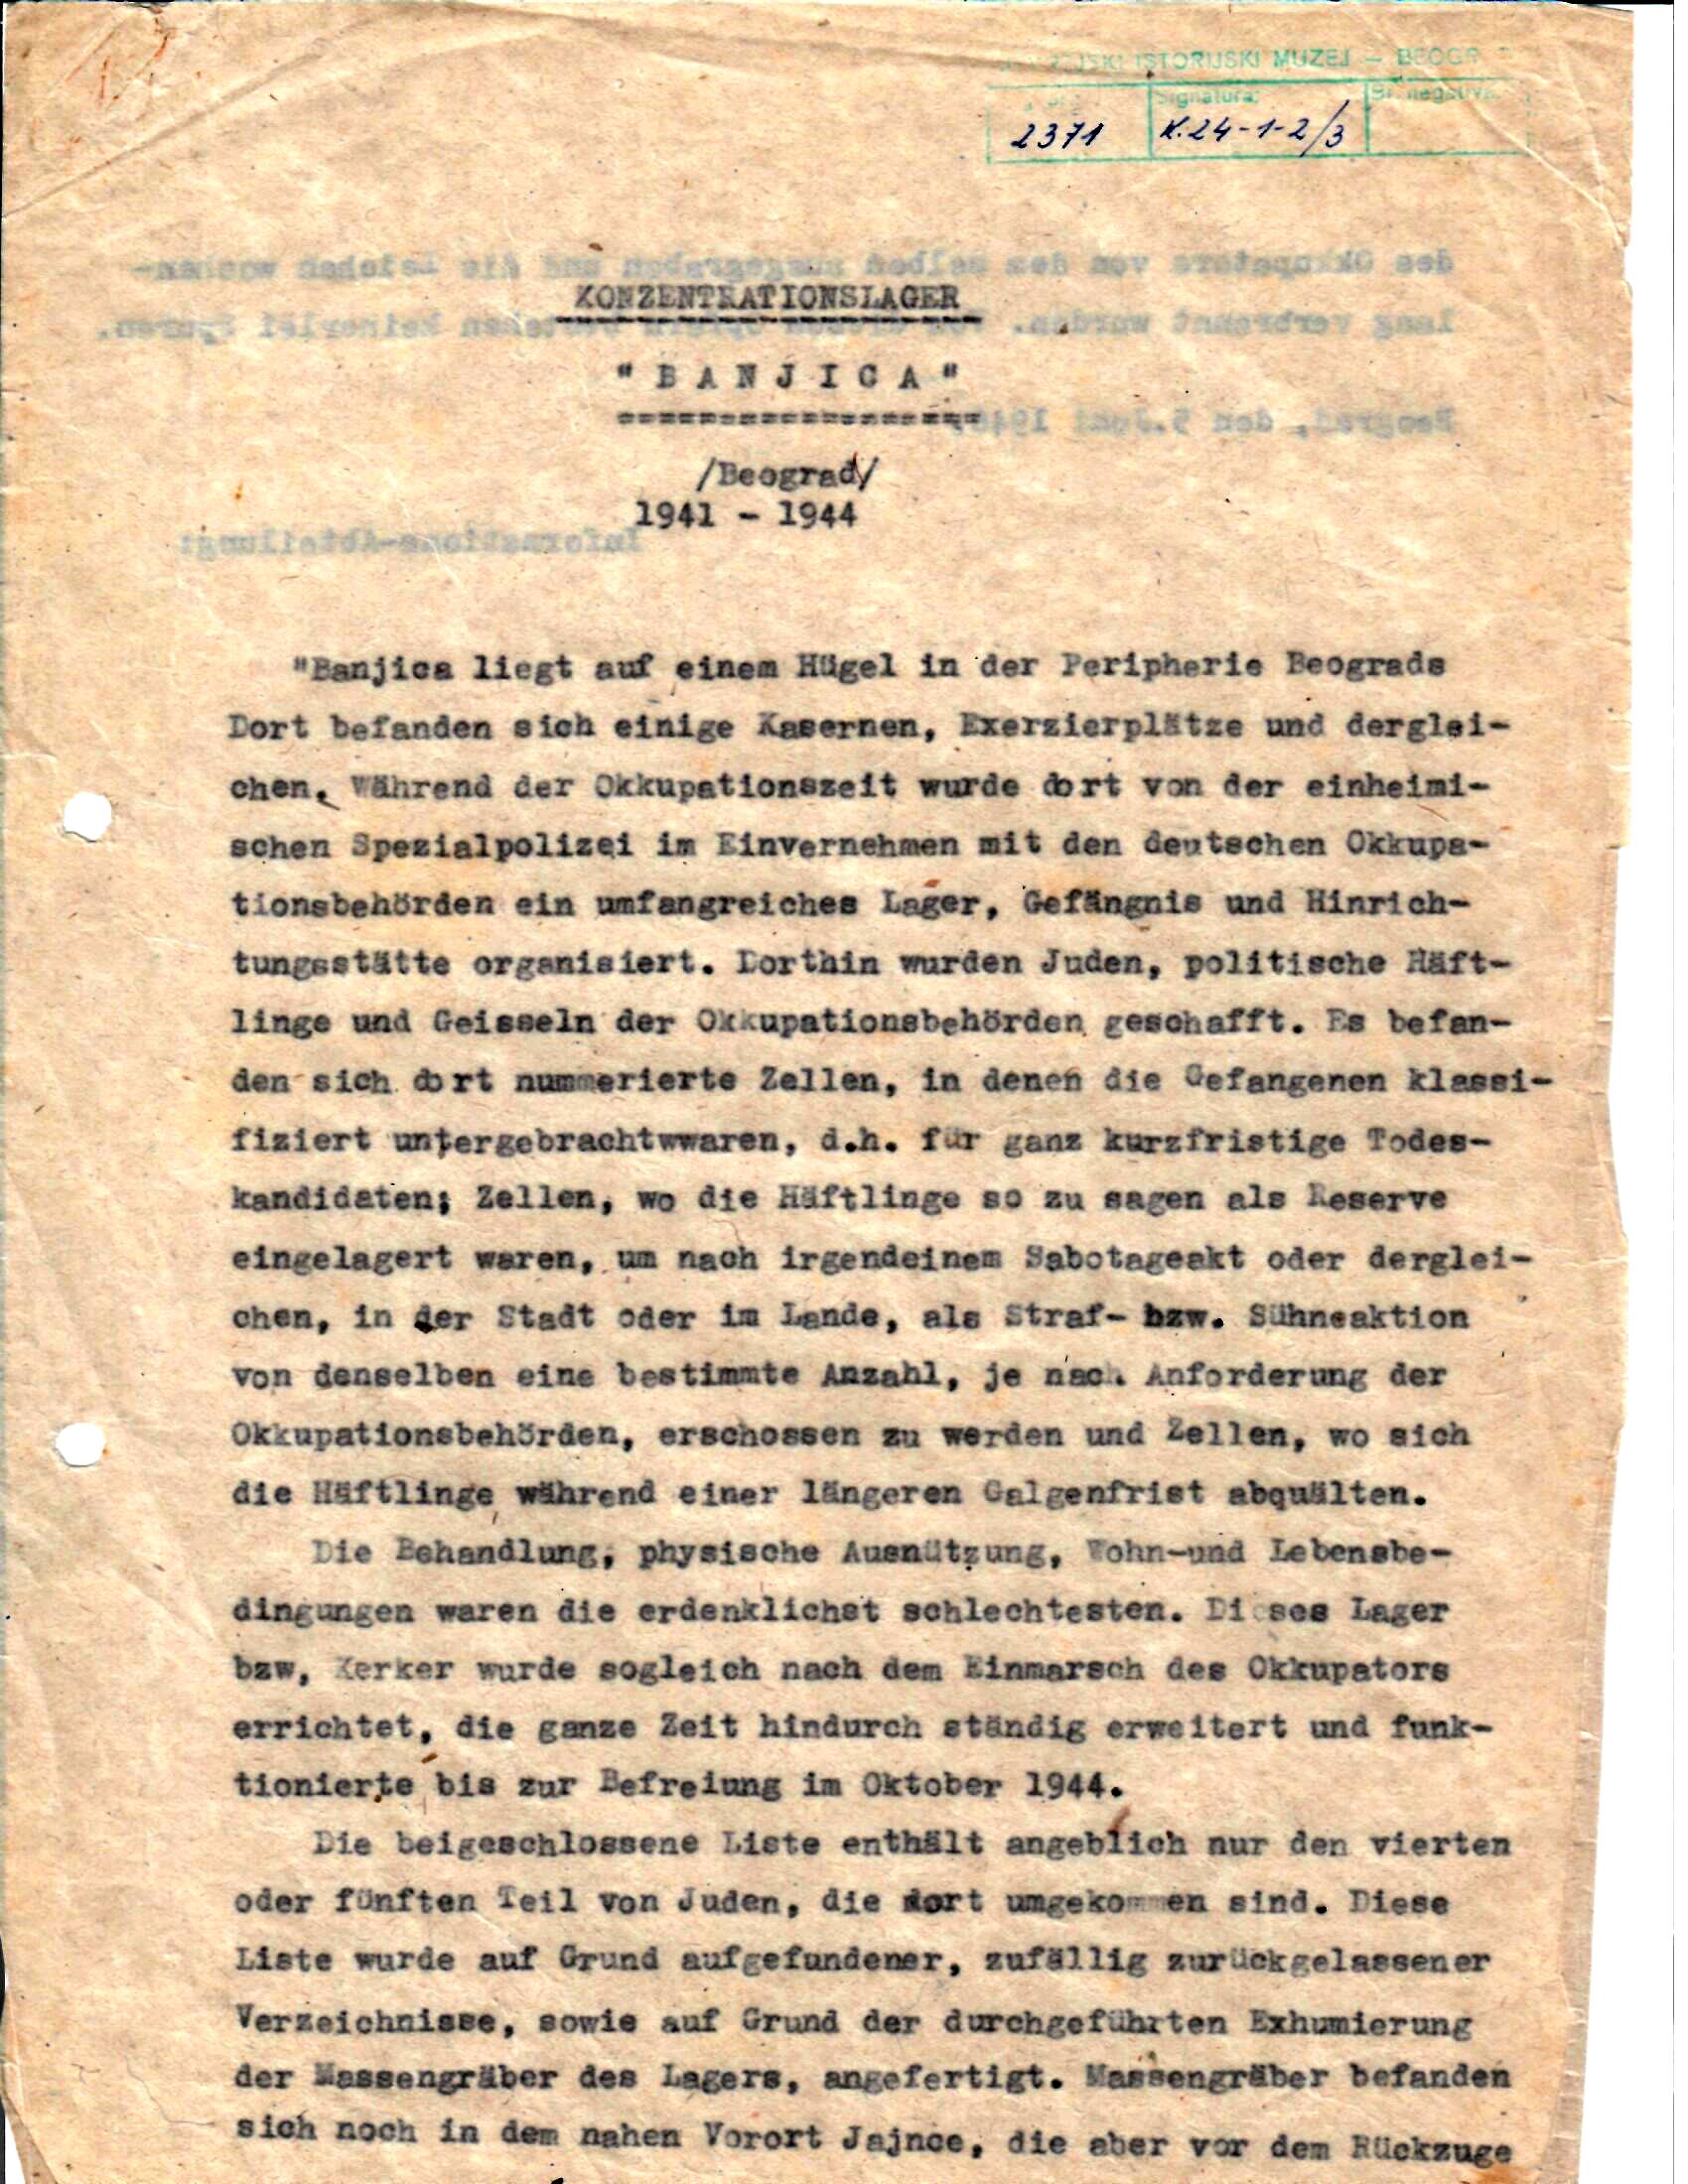 ISTORIJSKI MUZEJ – BEOGR
Signatura: Br. negativa:
2371 K.24-1-2/3
KONZENTRATIONSLAGER
"BANJICA"
/Beograd/
1941 - 1944
"Banjica liegt auf einem Hügel in der Peripherie Beograds
Dort befanden sich einige Kasernen, Exerzierplätze und derglei-
chen. Während der Okkupationszeit wurde dort von der einheimi-
schen Spezialpolizei im Einvernehmen mit den deutschen Okkupa-
tionsbehörden ein umfangreiches Lager, Gefängnis und Hinrich-
tungsstätte organisiert. Dorthin wurden Juden, politische Häft-
linge und Geisseln der Okkupationsbehörden geschafft. Es befan-
den sich dort nummerierte Zellen, in denen die Gefangenen klassi-
fiziert untergebrachtwwaren, d.h. für ganz kurzfristige Todes-
kandidaten; Zellen, wo die Häftlinge so zu sagen als Reserve
eingelagert waren, um nach irgendeinem Sabotageakt oder derglei-
chen, in der Stadt oder im Lande, als Straf- bzw. Sühneaktion
von denselben eine bestimmte Anzahl, je nach Anforderung der
Okkupationsbehörden, erschossen zu werden und Zellen, wo sich
die Häftlinge während einer längeren Galgenfrist abquälten.
Die Behandlung, physische Ausnützung, Wohn-und Lebensbe-
dingungen waren die erdenklichst schlechtesten. Dieses Lager
bzw. Kerker wurde sogleich nach dem Einmarsch des Okkupators
errichtet, die ganze Zeit hindurch ständig erweitert und funk-
tionierte bis zur Befreiung im Oktober 1944.
Die beigeschlossene Liste enthält angeblich nur den vierten
oder fünften Teil von Juden, die dort umgekommen sind. Diese
Liste wurde auf Grund aufgefundener, zufällig zurückgelassener
Verzeichnisse, sowie auf Grund der durchgeführten Exhumierung
der Massengräber des Lagers, angefertigt. Massengräber befanden
sich noch in dem nahen Vorort Jajnce, die aber vor dem Rückzuge